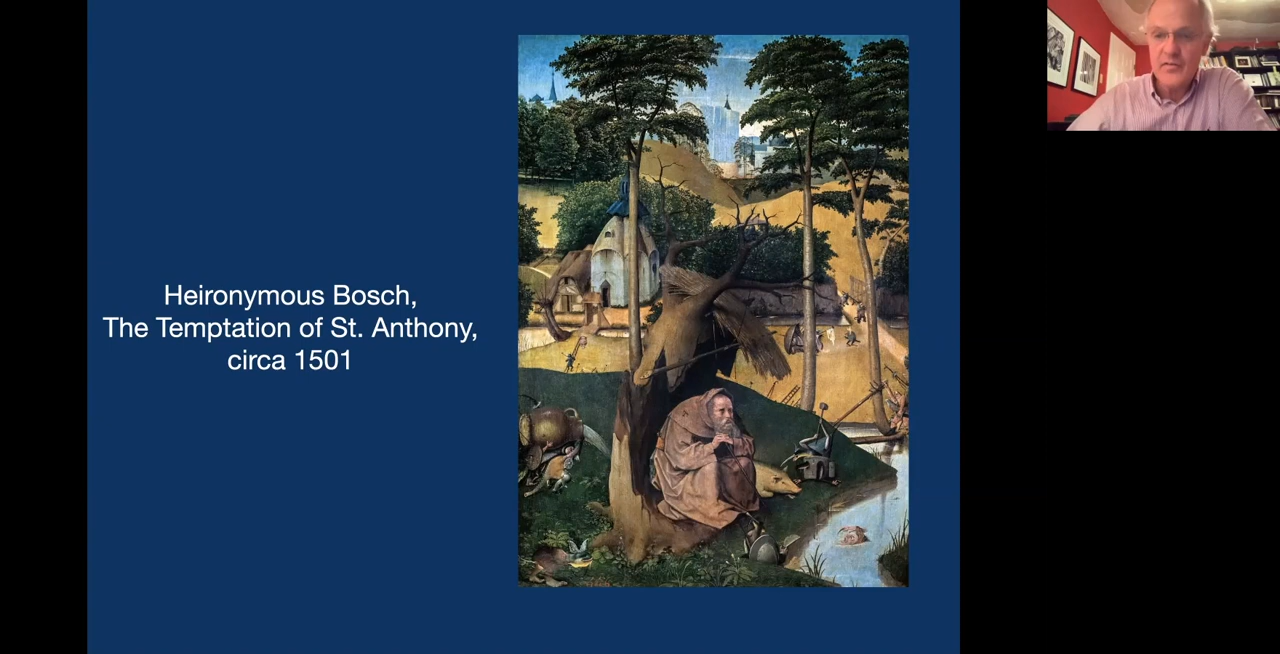 Heironymous Bosch,
The Temptation of St. Anthony,
circa 1501